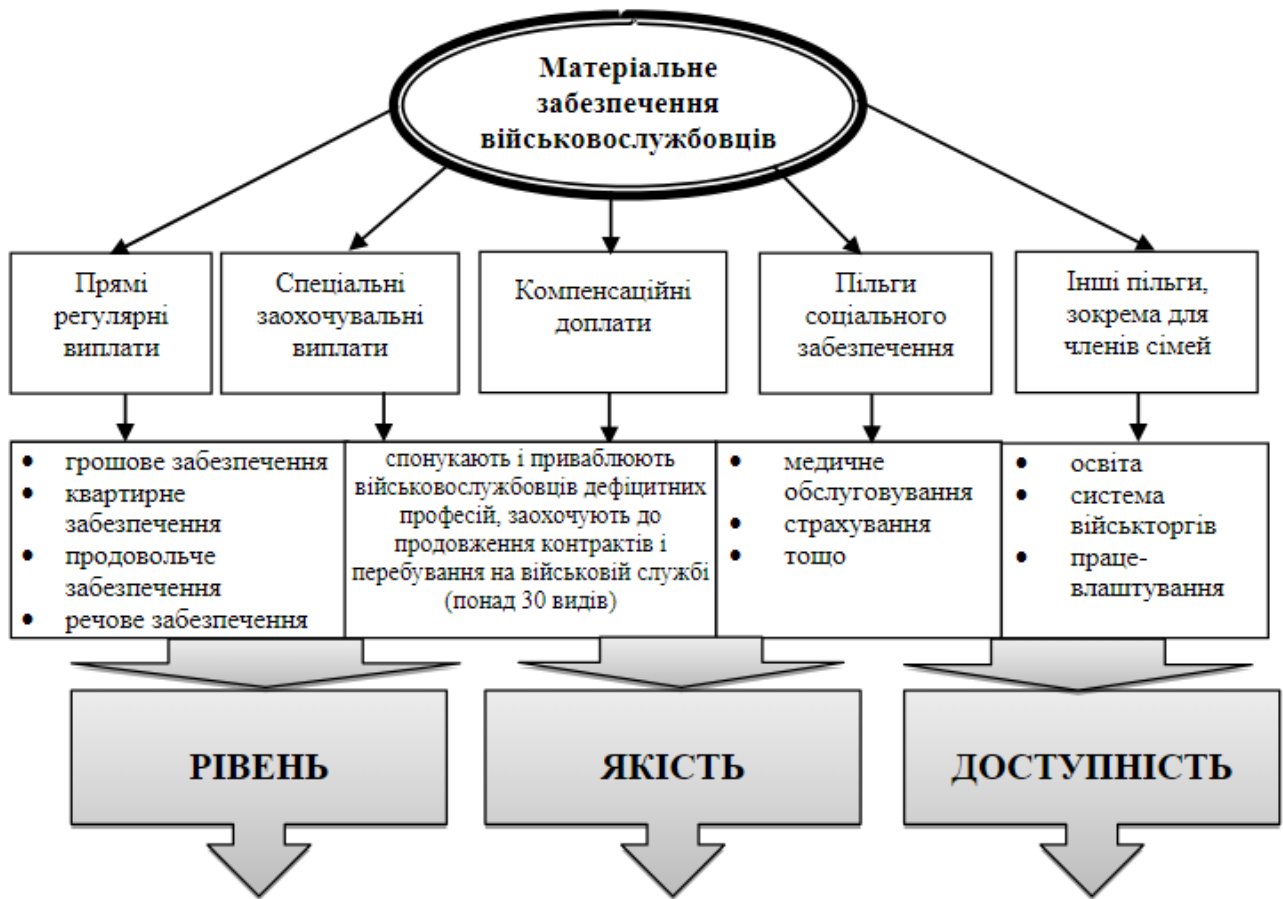 Матеріальне
забезпечення
військовослужбовців
Прямі
регулярні
виплати
Спеціальні
заохочувальні
виплати
Компенсаційні
доплати
Пільги
соціального
забезпечення
Інші пільги,
зокрема для
членів сімей
• грошове забезпечення
• квартирне
забезпечення
• продовольче
забезпечення
• речове забезпечення
спонукають і приваблюють
військовослужбовців дефіцитних
професій, заохочують до
продовження контрактів і
перебування на військовій службі
(понад 30 видів)
• медичне
обслуговування
• страхування
• тощо
• освіта
• система
військторгів
• праце-
влаштування
РІВЕНЬ
ЯКІСТЬ
ДОСТУПНІСТЬ